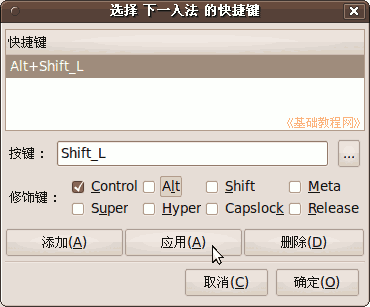 选择 下一入法 的快捷键
快捷键
Alt+Shift_L
《基础教程网》
按键： Shift_L ...
修饰键： Control Alt Shift Meta
Super Hyper Capslock Release
添加(A) 应用(A) 删除(D)
取消(C) 确定(O)